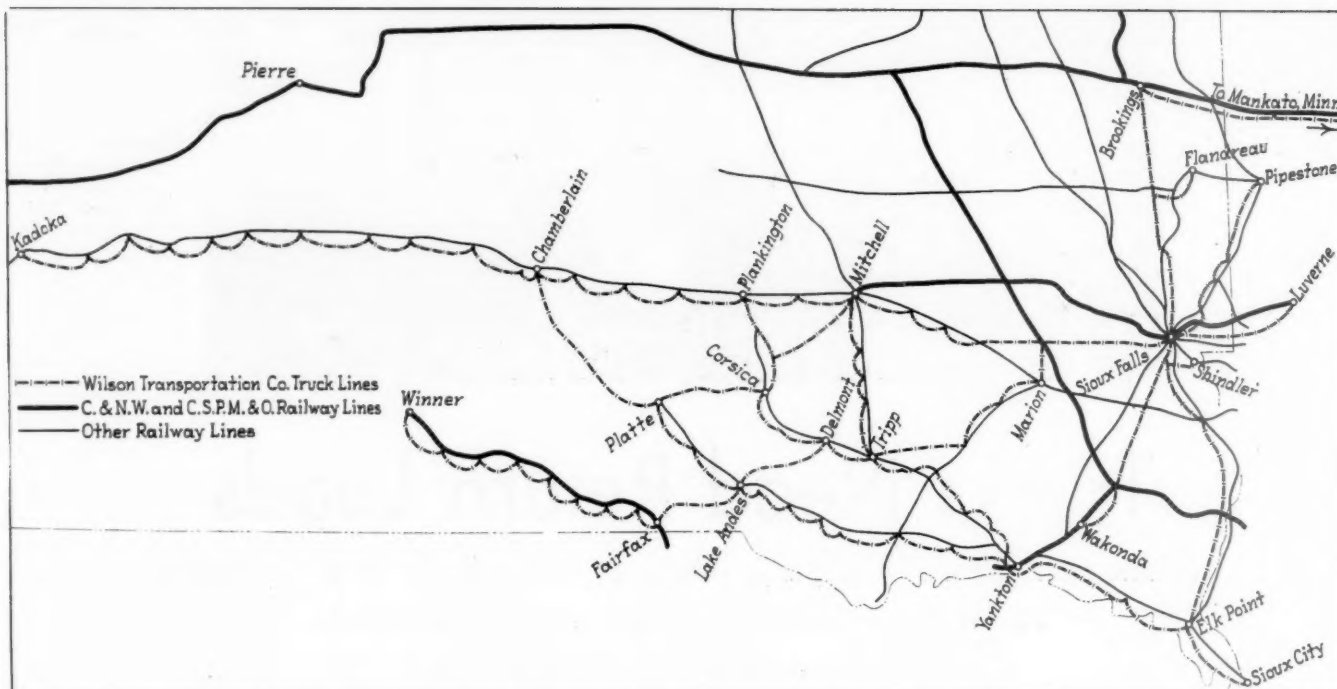 Pierre
Brookings
To Mankato, Minn
Flandreau
Pipestone
Kadoka
Chamberlain
Plankington
Mitchell
Luverne
Wilson Transportation Co. Truck Lines
C. & N.W. and C.S.P.M. & O. Railway Lines
Other Railway Lines
Winner
Platte
Corsica
Delmont
Tripp
Marion
Sioux Falls
Shindler
Fairfax
Lake Andes
Yankton
Wakonda
Elk Point
Sioux City